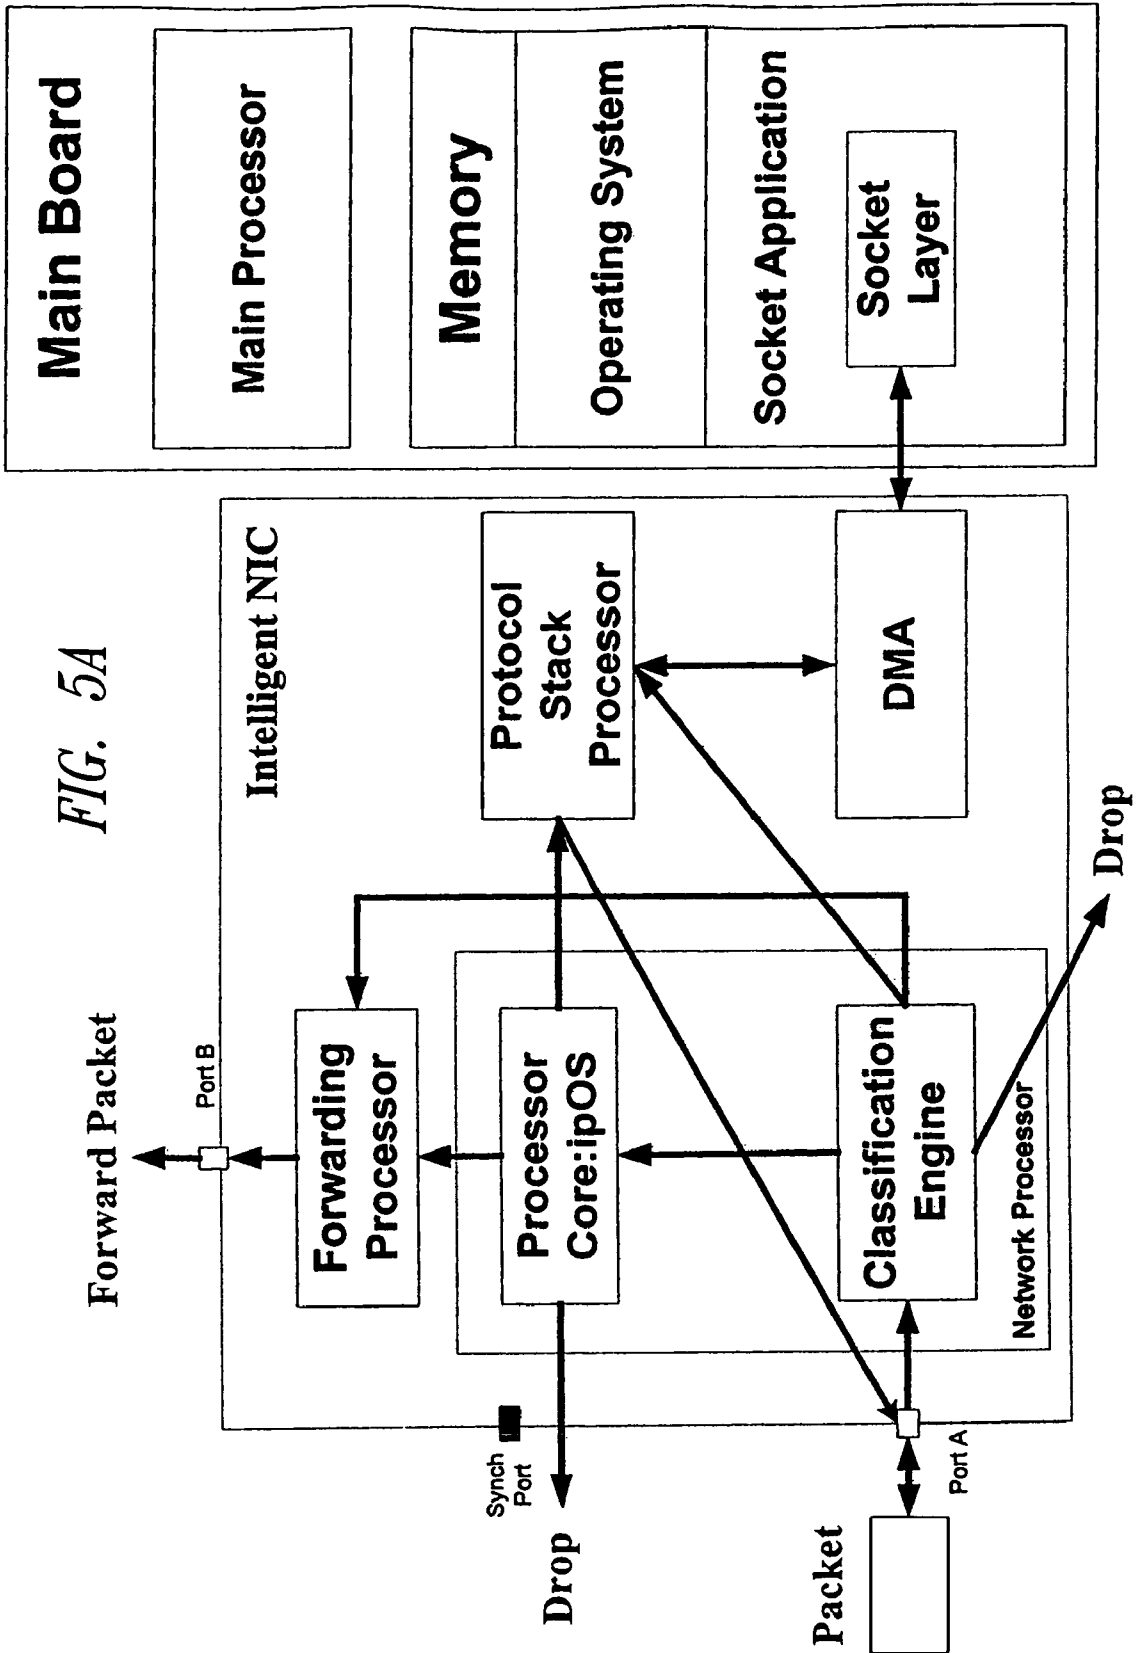 FIG. 5A
Forward Packet
Port B
Intelligent NIC
Main Board
Forwarding
Processor
Main Processor
Synch
Port
Drop
Processor
Core:ipOS
Protocol
Stack
Processor
Memory
Operating System
Socket Application
Packet
Port A
Classification
Engine
Network Processor
DMA
Socket
Layer
Drop